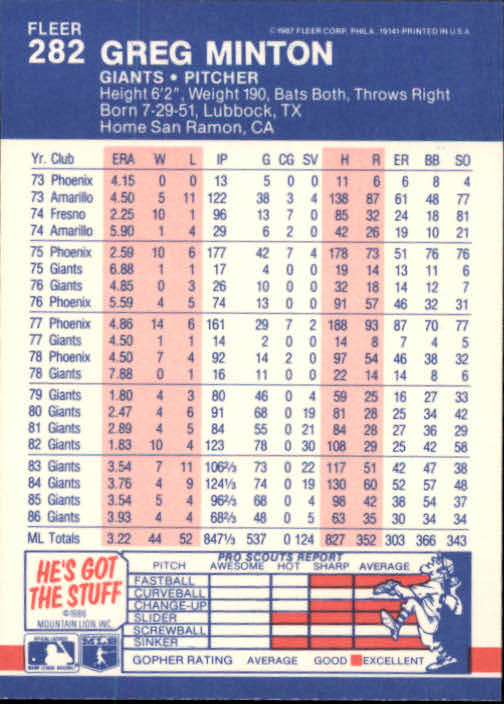 FLEER
©1987 FLEER CORP., PHILA., 19141-PRINTED IN U.S.A.
282 GREG MINTON
GIANTS • PITCHER
Height 6'2", Weight 190, Bats Both, Throws Right
Born 7-29-51, Lubbock, TX
Home San Ramon, CA
Yr. Club ERA W L IP G CG SV H R ER BB SO
73 Phoenix 4.15 0 0 13 5 0 0 11 6 6 8 4
73 Amarillo 4.50 5 11 122 38 3 4 138 87 61 48 77
74 Fresno 2.25 10 1 96 13 7 0 85 32 24 18 81
74 Amarillo 5.90 1 4 29 6 2 0 42 26 19 10 21
75 Phoenix 2.59 10 6 177 42 7 4 178 73 51 76 76
75 Giants 6.88 1 1 17 4 0 0 19 14 13 11 6
76 Giants 4.85 0 3 26 10 0 0 32 18 14 12 7
76 Phoenix 5.59 4 5 74 13 0 0 91 57 46 32 31
77 Phoenix 4.86 14 6 161 29 7 2 188 93 87 70 77
77 Giants 4.50 1 1 14 2 0 0 14 8 7 4 5
78 Phoenix 4.50 7 4 92 14 2 0 97 54 46 38 32
78 Giants 7.88 0 1 16 11 0 0 22 14 14 8 6
79 Giants 1.80 4 3 80 46 0 4 59 25 16 27 33
80 Giants 2.47 4 6 91 68 0 19 81 28 25 34 42
81 Giants 2.89 4 5 84 55 0 21 84 28 27 36 29
82 Giants 1.83 10 4 123 78 0 30 108 29 25 42 58
83 Giants 3.54 7 11 106⅔ 73 0 22 117 51 42 47 38
84 Giants 3.76 4 9 124⅓ 74 0 19 130 60 52 57 48
85 Giants 3.54 5 4 96⅔ 68 0 4 98 42 38 54 37
86 Giants 3.93 4 4 68⅔ 48 0 5 63 35 30 34 34
ML Totals 3.22 44 52 847⅓ 537 0 124 827 352 303 366 343
HE'S GOT
THE STUFF
©1986
MOUNTAIN LION, INC.
PRO SCOUTS REPORT
PITCH AWESOME HOT SHARP AVERAGE
FASTBALL
CURVEBALL
CHANGE-UP
SLIDER
SCREWBALL
SINKER
GOPHER RATING AVERAGE GOOD EXCELLENT
MLB